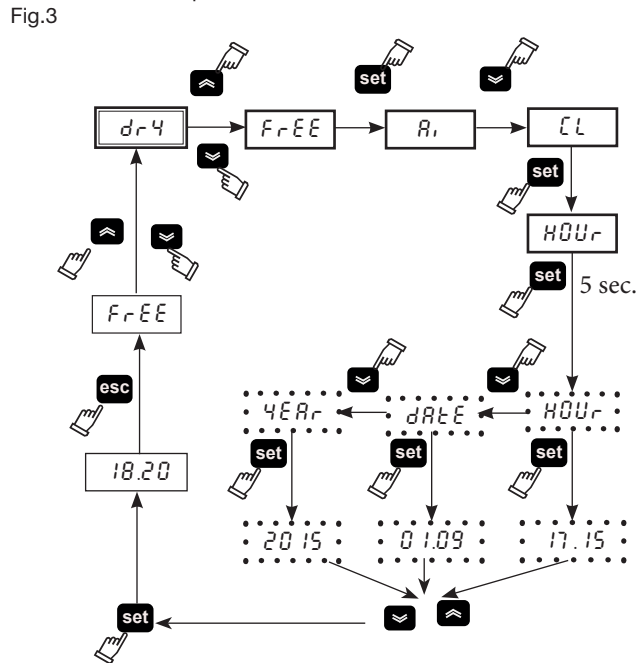 Fig.3
set
dr4
FrEE
Ai
CL
set
HOUr
set
5 sec.
FrEE
esc
YEAr
dAtE
HOUr
18.20
set
set
set
2015
01.09
17.15
set